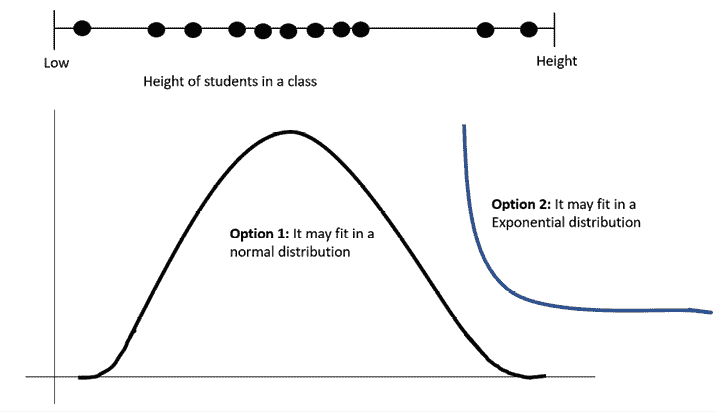 Low
Height
Height of students in a class
Option 1: It may fit in a
normal distribution
Option 2: It may fit in a
Exponential distribution